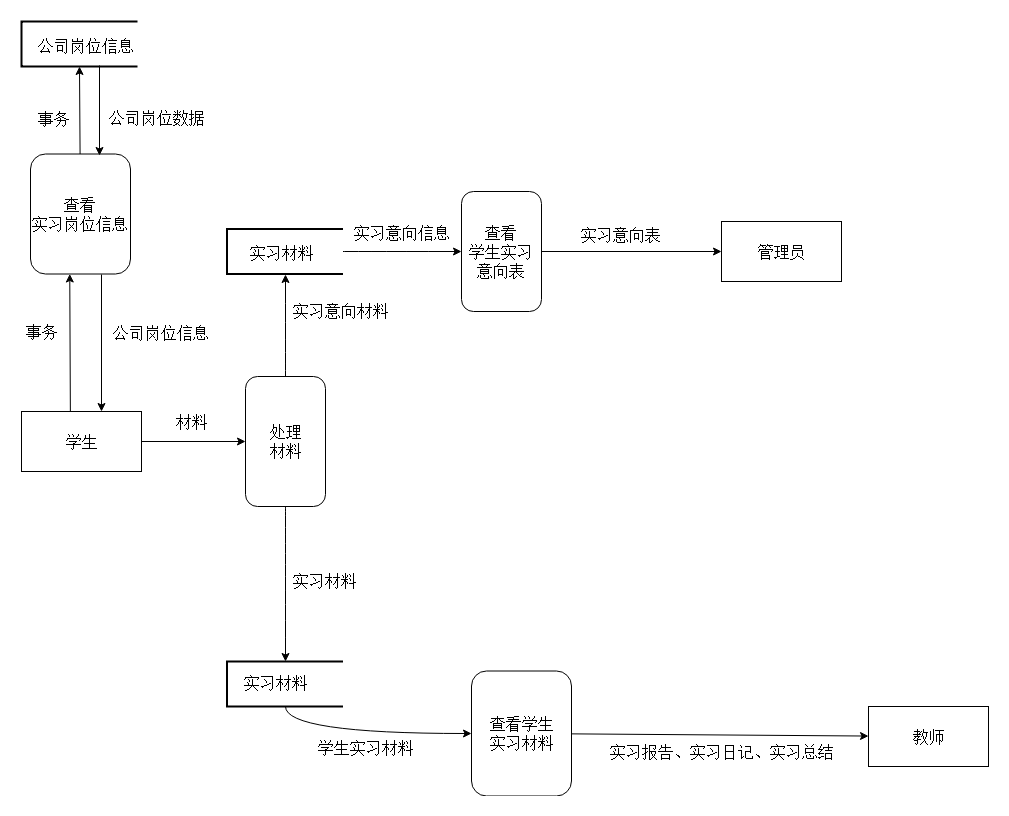 公司岗位信息
事务
公司岗位数据
查看
实习岗位信息
事务
公司岗位信息
学生
材料
处理
材料
实习意向材料
实习材料
实习意向信息
查看
学生实习
意向表
实习意向表
管理员
实习材料
实习材料
学生实习材料
查看学生
实习材料
实习报告、实习日记、实习总结
教师